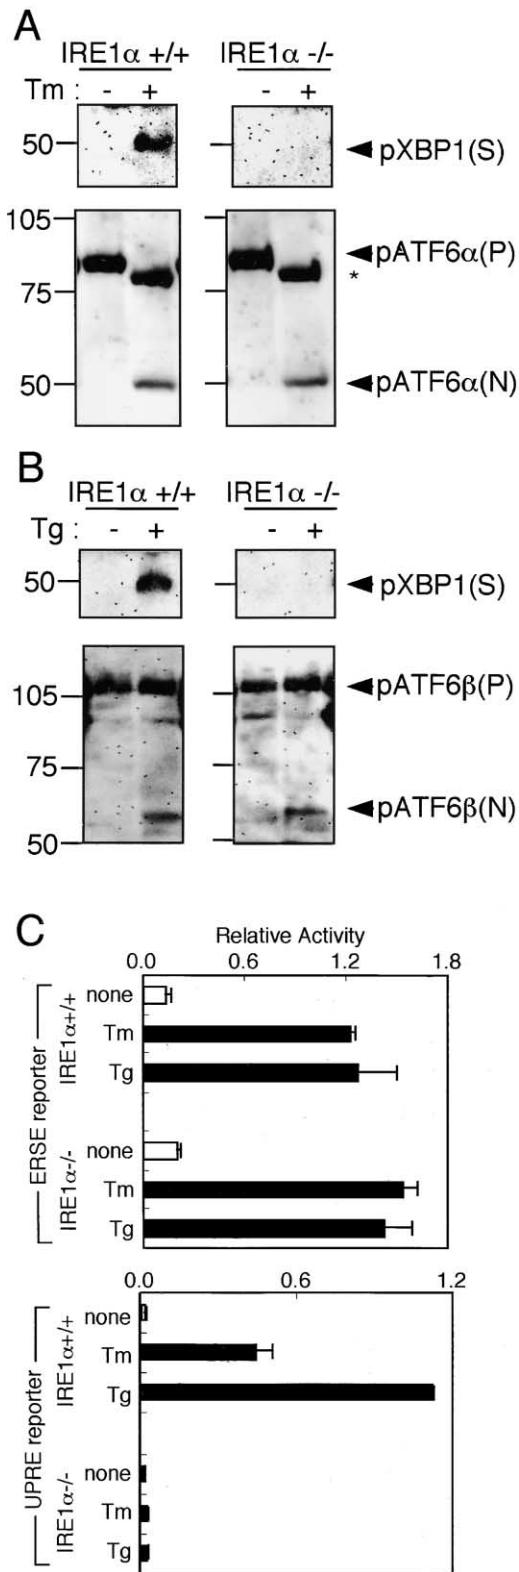 A
IRE1α +/+ IRE1α -/-
Tm : - + - +
50 pXBP1(S)
105
pATF6α(P)
*
75
50 pATF6α(N)
B
IRE1α +/+ IRE1α -/-
Tg : - + - +
50 pXBP1(S)
pATF6β(P)
105
75
pATF6β(N)
50
C
Relative Activity
0.0 0.6 1.2 1.8
ERSE reporter
IRE1α+/+
none
Tm
Tg
IRE1α-/-
none
Tm
Tg
0.0 0.6 1.2
UPRE reporter
IRE1α+/+
none
Tm
Tg
IRE1α-/-
none
Tm
Tg